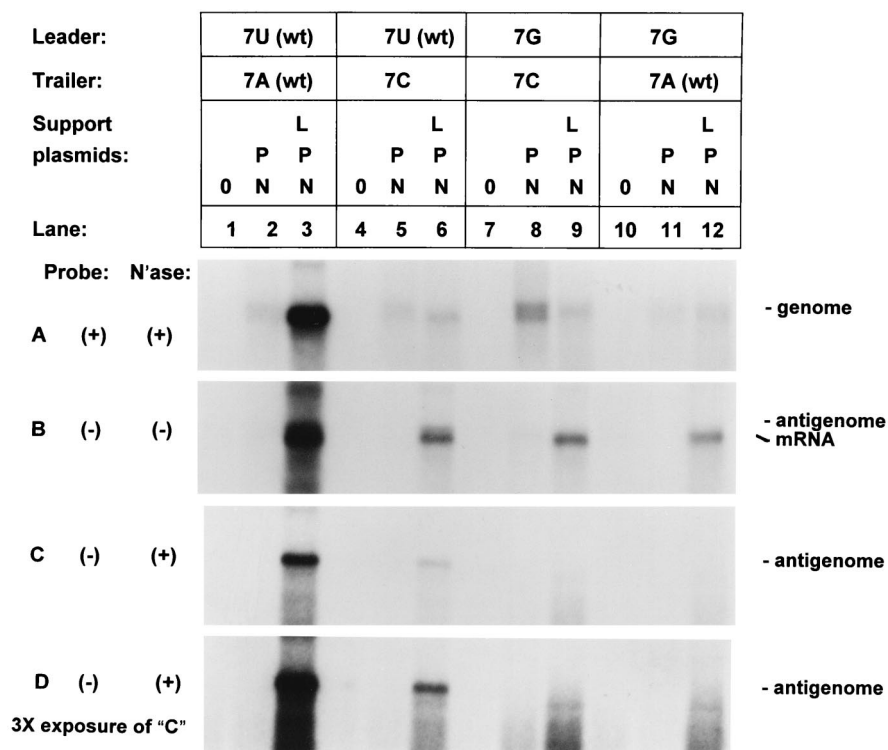 Leader: 7U (wt) 7U (wt) 7G 7G
Trailer: 7A (wt) 7C 7C 7A (wt)
Support L L L L
plasmids: P P P P P P P P
0 N N 0 N N 0 N N 0 N N
Lane: 1 2 3 4 5 6 7 8 9 10 11 12
Probe: N'ase:
- genome
A (+) (+)
- antigenome
B (-) (-)
- mRNA
C (-) (+) - antigenome
D (-) (+) - antigenome
3X exposure of "C"